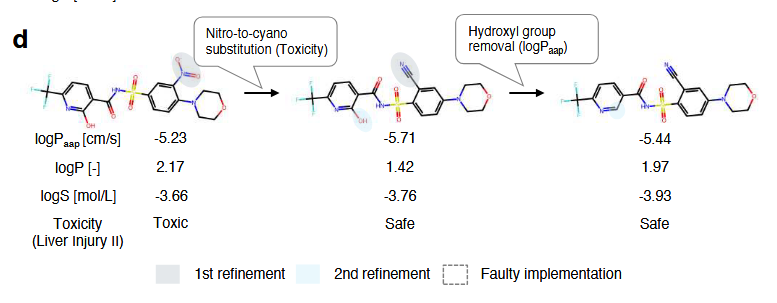 d
Nitro-to-cyano
substitution (Toxicity)
Hydroxyl group
removal (logPaap)
logPaap [cm/s] -5.23 -5.71 -5.44
logP [-] 2.17 1.42 1.97
logS [mol/L] -3.66 -3.76 -3.93
Toxicity Toxic Safe Safe
(Liver Injury II)
1st refinement 2nd refinement Faulty implementation